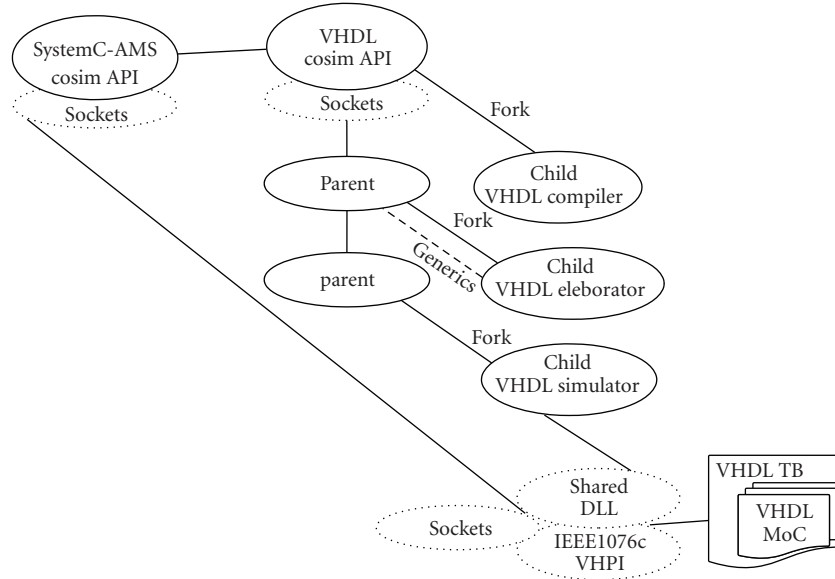 SystemC-AMS
cosim API
Sockets
VHDL
cosim API
Sockets
Fork
Child
VHDL compiler
Parent
Fork
Generics
Child
VHDL eleborator
parent
Fork
Child
VHDL simulator
Shared
DLL
Sockets
IEEE1076c
VHPI
VHDL TB
VHDL
MoC